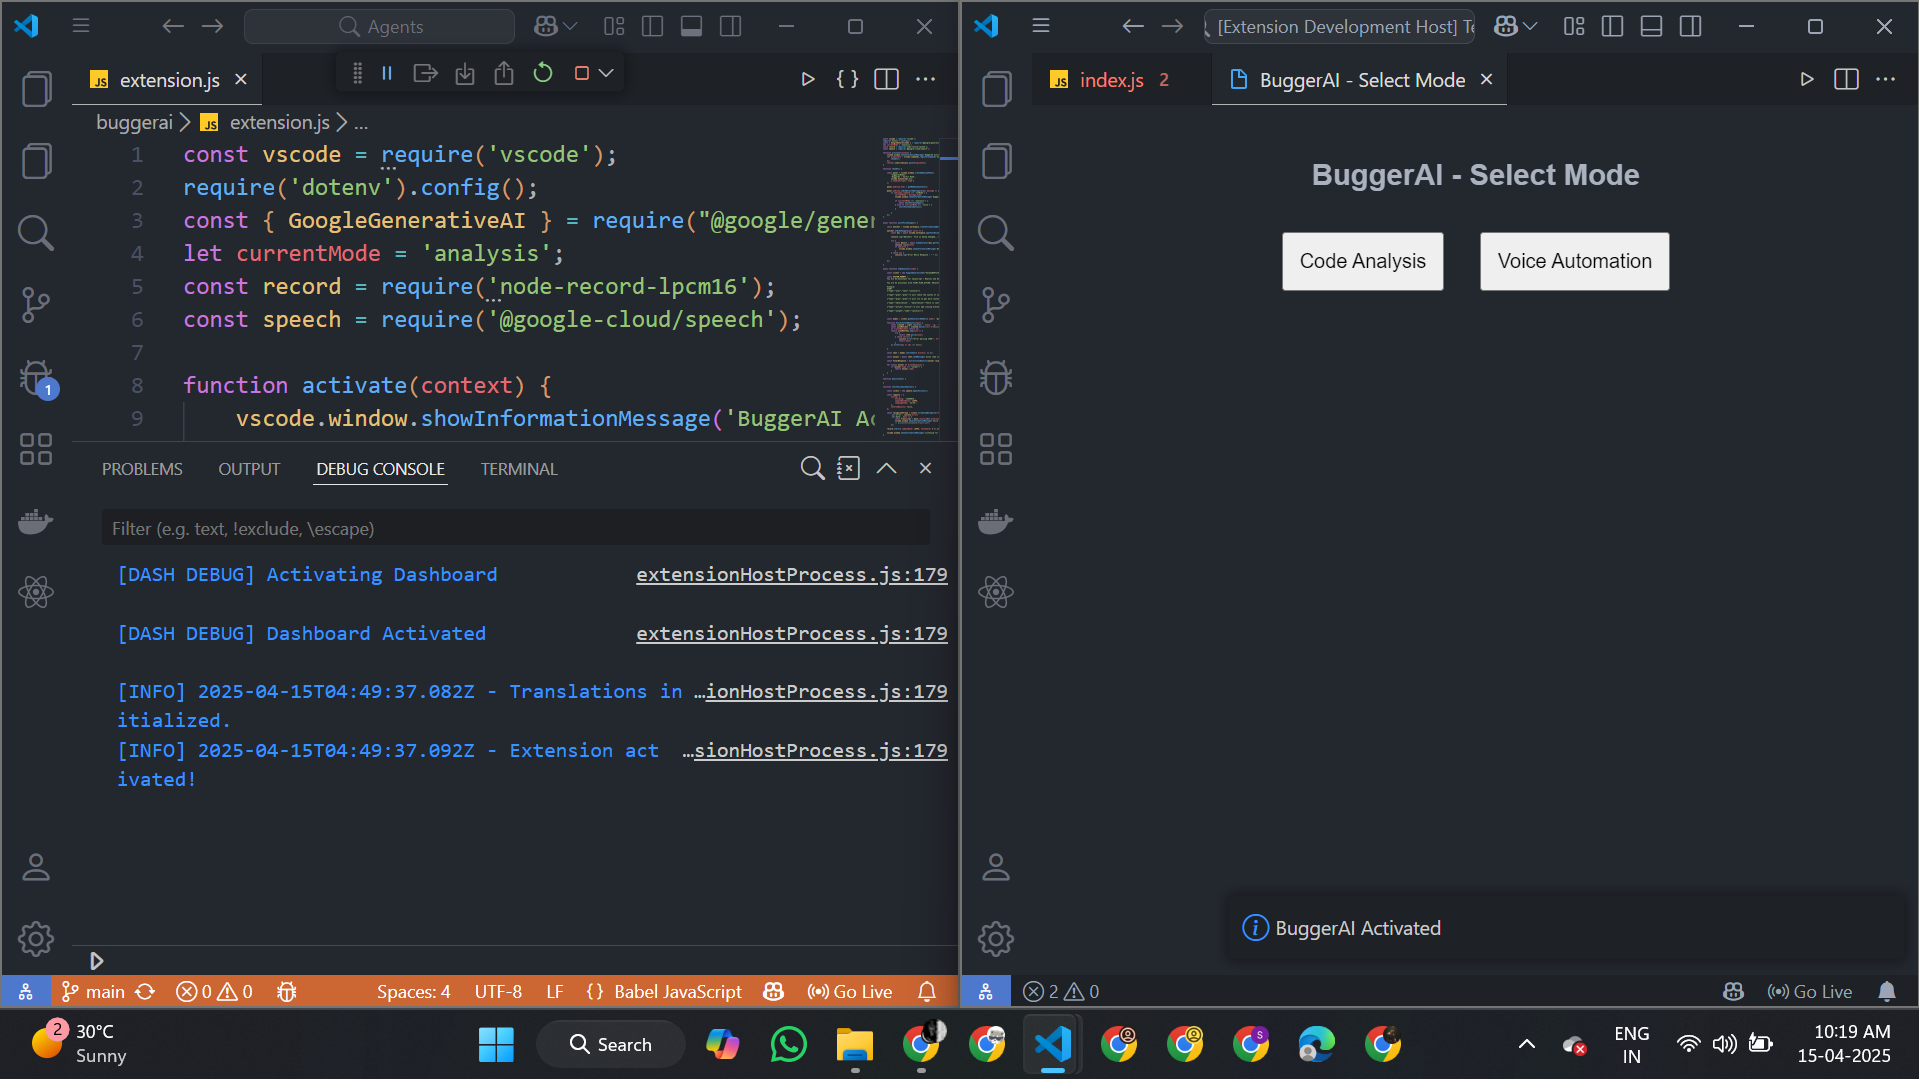 Agents
extension.js
buggerai > JS extension.js > ...
1 const vscode = require('vscode');
2 require('dotenv').config();
3 const { GoogleGenerativeAI } = require("@google/gener
4 let currentMode = 'analysis';
5 const record = require('node-record-lpcm16');
6 const speech = require('@google-cloud/speech');
7
8 function activate(context) {
9 vscode.window.showInformationMessage('BuggerAI Ac
1
PROBLEMS OUTPUT DEBUG CONSOLE TERMINAL
Filter (e.g. text, !exclude, \escape)
[DASH DEBUG] Activating Dashboard extensionHostProcess.js:179
[DASH DEBUG] Dashboard Activated extensionHostProcess.js:179
[INFO] 2025-04-15T04:49:37.082Z - Translations in …ionHostProcess.js:179
itialized.
[INFO] 2025-04-15T04:49:37.092Z - Extension act …sionHostProcess.js:179
ivated!
main 0 0 Spaces: 4 UTF-8 LF {} Babel JavaScript Go Live
[Extension Development Host] Te
JS index.js 2 BuggerAI - Select Mode
BuggerAI - Select Mode
Code Analysis Voice Automation
BuggerAI Activated
2 0 Go Live
2 30°C
Sunny
Search
ENG
IN
10:19 AM
15-04-2025